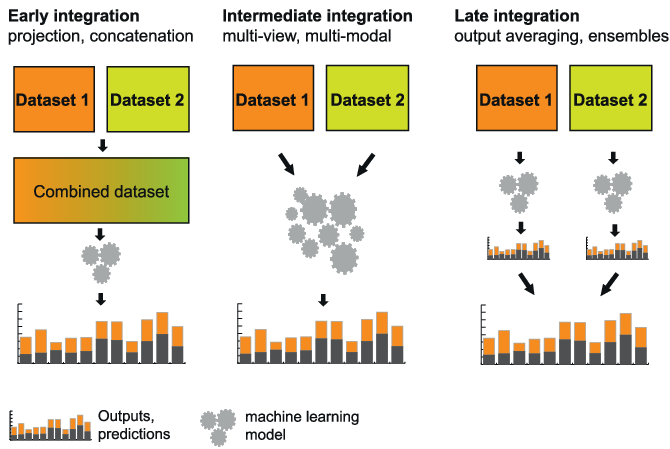 Early integration
projection, concatenation
Dataset 1
Dataset 2
Combined dataset
Intermediate integration
multi-view, multi-modal
Dataset 1
Dataset 2
Late integration
output averaging, ensembles
Dataset 1
Dataset 2
Outputs,
predictions
machine learning
model